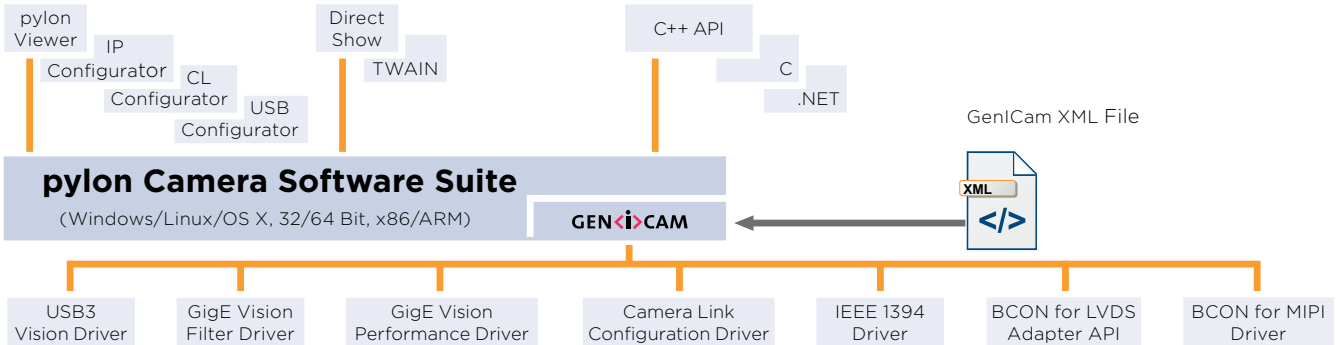 pylon
Viewer
IP
Configurator
CL
Configurator
USB
Configurator
Direct
Show
TWAIN
C++ API
C
.NET
GenICam XML File
XML
</>
pylon Camera Software Suite
(Windows/Linux/OS X, 32/64 Bit, x86/ARM)
GEN<i>CAM
USB3
Vision Driver
GigE Vision
Filter Driver
GigE Vision
Performance Driver
Camera Link
Configuration Driver
IEEE 1394
Driver
BCON for LVDS
Adapter API
BCON for MIPI
Driver